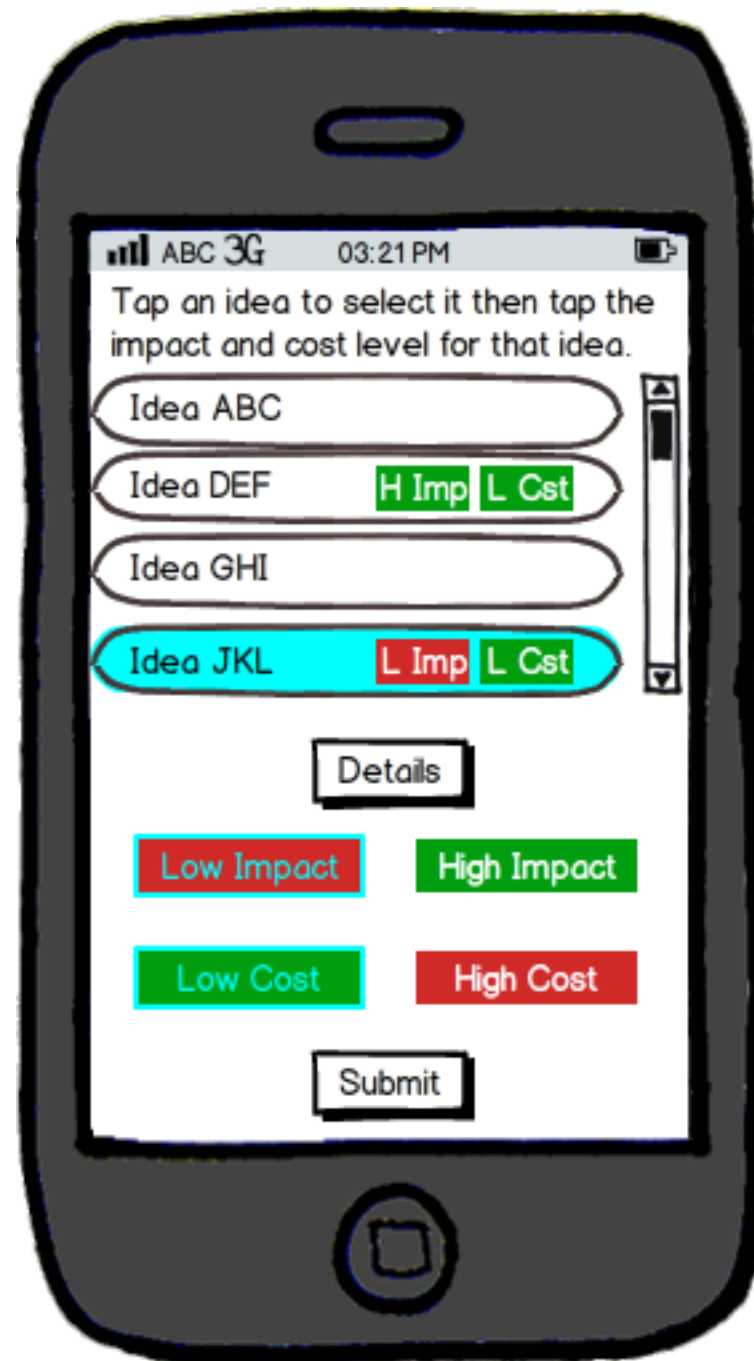 ABC 3G 03:21 PM
Tap an idea to select it then tap the
impact and cost level for that idea.
Idea ABC
Idea DEF H Imp L Cst
Idea GHI
Idea JKL L Imp L Cst
Details
Low Impact High Impact
Low Cost High Cost
Submit